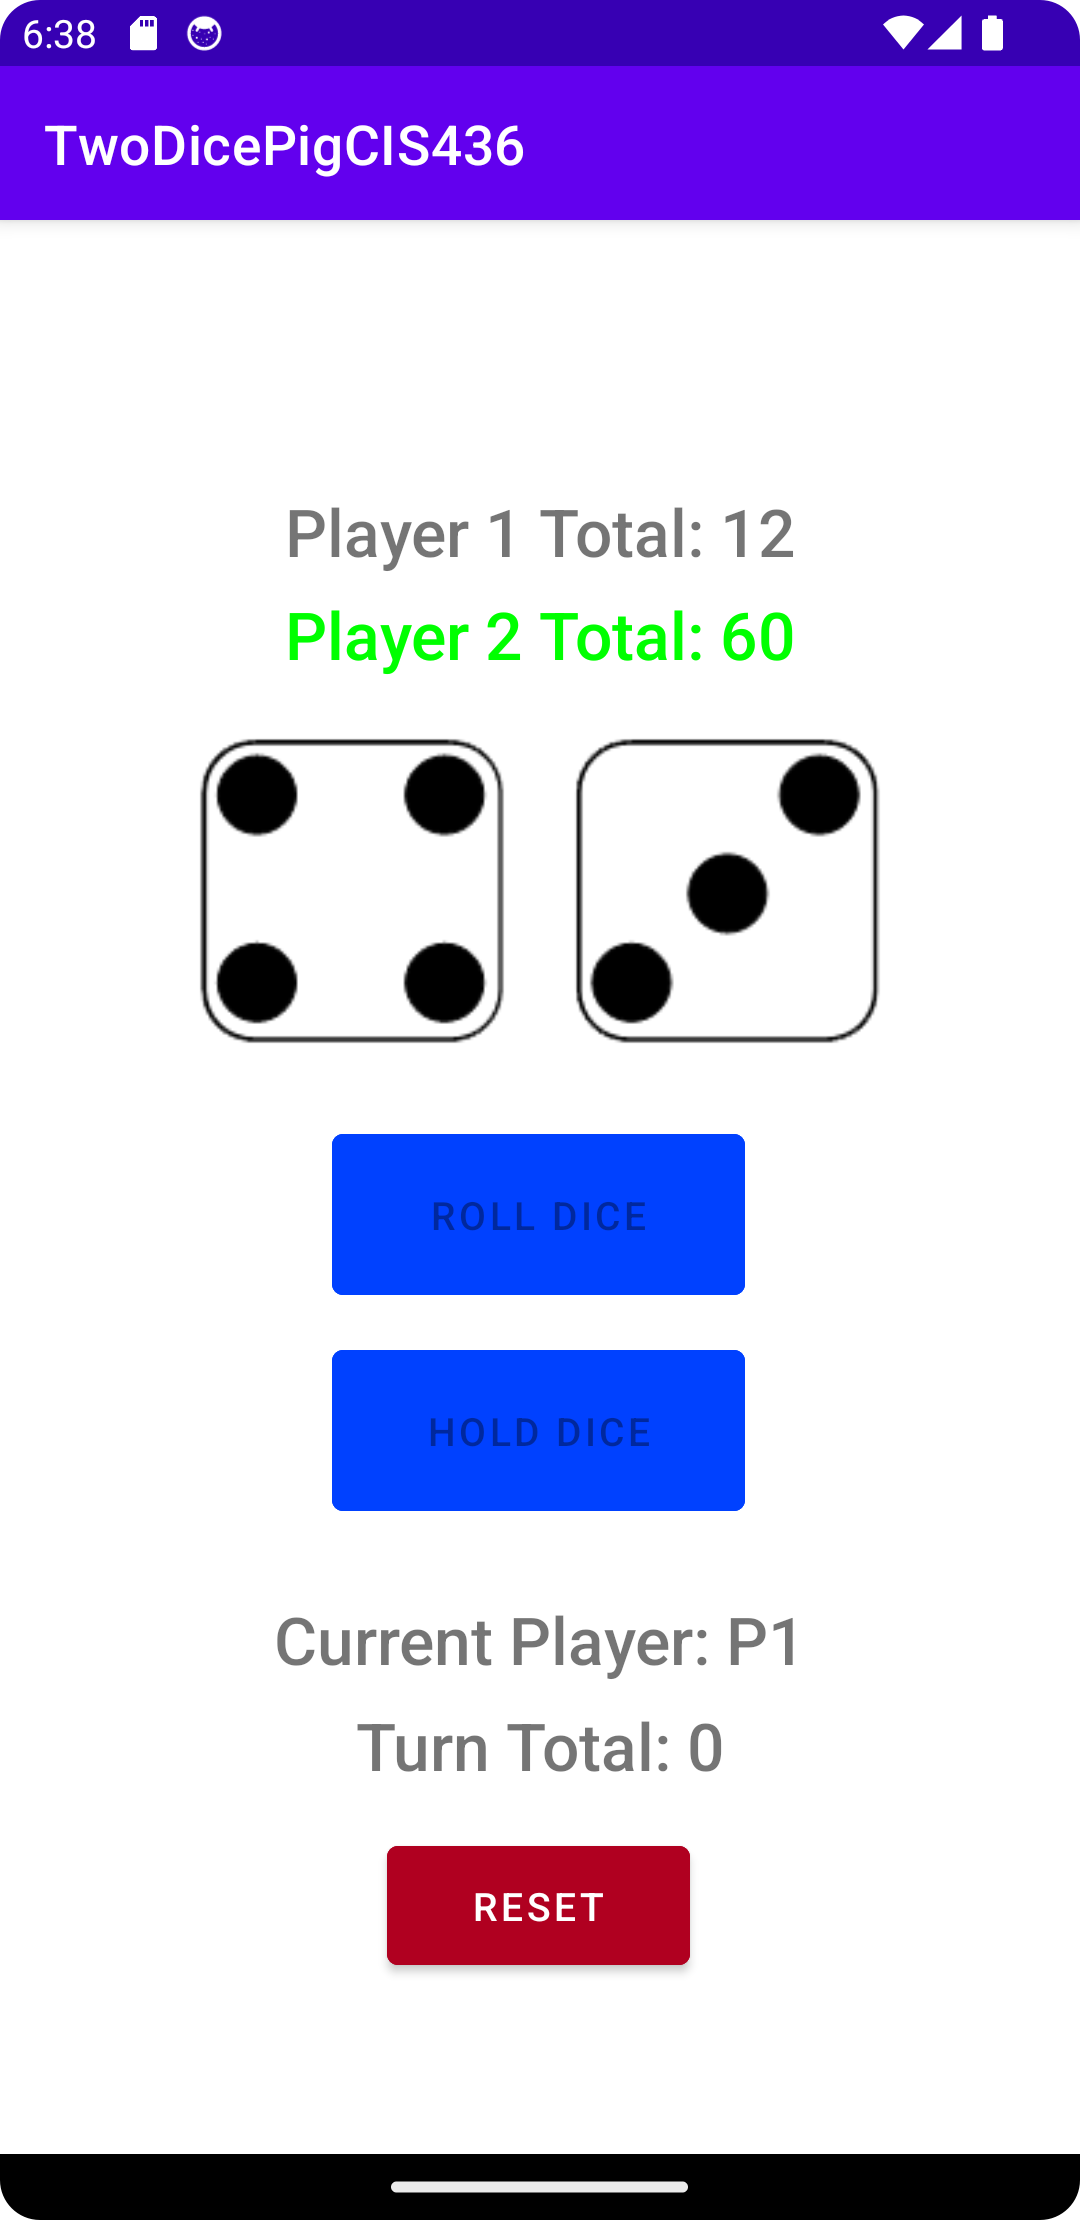 6:38
TwoDicePigCIS436
Player 1 Total: 12
Player 2 Total: 60
ROLL DICE
HOLD DICE
Current Player: P1
Turn Total: 0
RESET